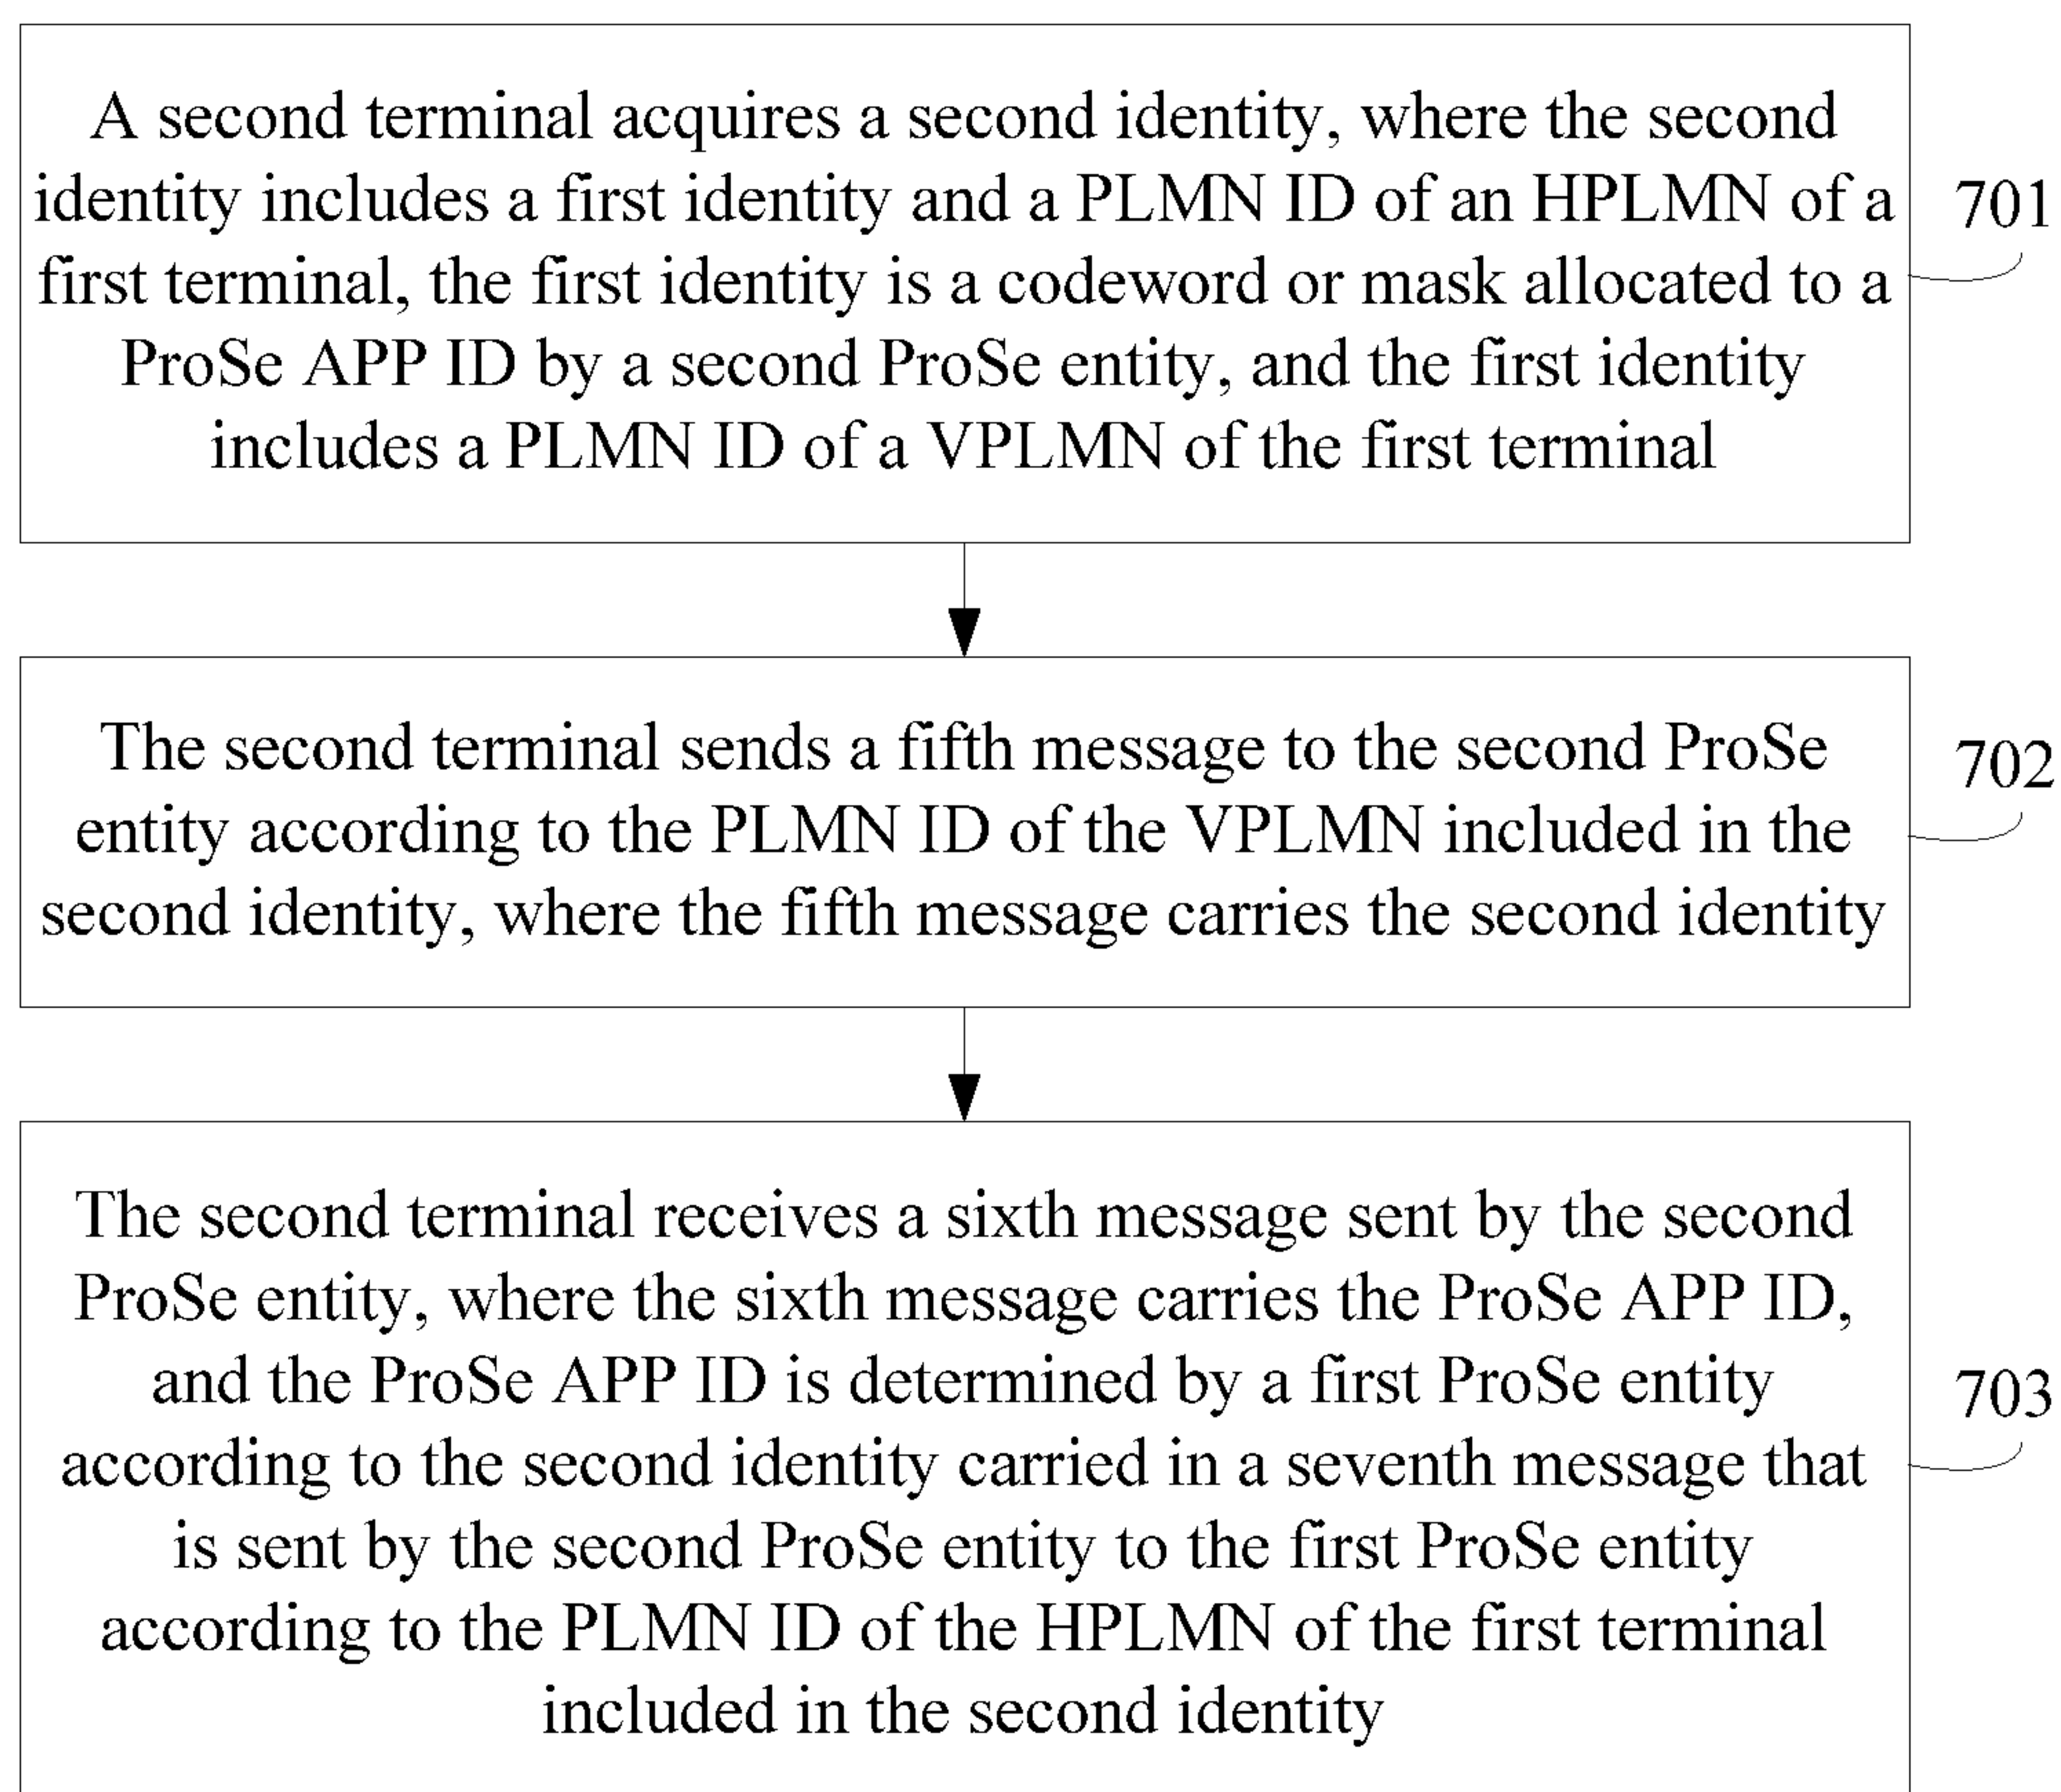 A second terminal acquires a second identity, where the second
identity includes a first identity and a PLMN ID of an HPLMN of a
first terminal, the first identity is a codeword or mask allocated to a
ProSe APP ID by a second ProSe entity, and the first identity
includes a PLMN ID of a VPLMN of the first terminal
701
The second terminal sends a fifth message to the second ProSe
entity according to the PLMN ID of the VPLMN included in the
second identity, where the fifth message carries the second identity
702
The second terminal receives a sixth message sent by the second
ProSe entity, where the sixth message carries the ProSe APP ID,
and the ProSe APP ID is determined by a first ProSe entity
according to the second identity carried in a seventh message that
is sent by the second ProSe entity to the first ProSe entity
according to the PLMN ID of the HPLMN of the first terminal
included in the second identity
703